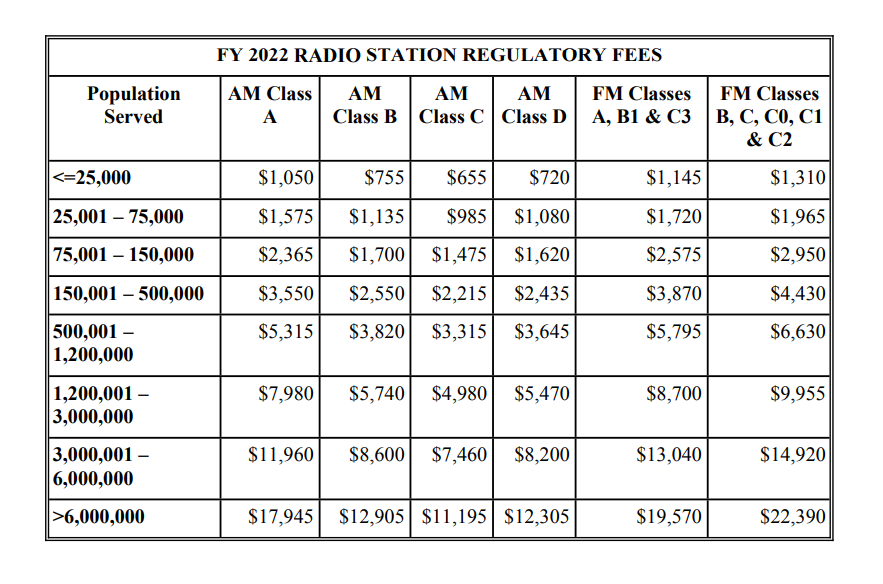 FY 2022 RADIO STATION REGULATORY FEES
Population Served AM Class A AM Class B AM Class C AM Class D FM Classes A, B1 & C3 FM Classes B, C, C0, C1 & C2
<=25,000 $1,050 $755 $655 $720 $1,145 $1,310
25,001 – 75,000 $1,575 $1,135 $985 $1,080 $1,720 $1,965
75,001 – 150,000 $2,365 $1,700 $1,475 $1,620 $2,575 $2,950
150,001 – 500,000 $3,550 $2,550 $2,215 $2,435 $3,870 $4,430
500,001 – 1,200,000 $5,315 $3,820 $3,315 $3,645 $5,795 $6,630
1,200,001 – 3,000,000 $7,980 $5,740 $4,980 $5,470 $8,700 $9,955
3,000,001 – 6,000,000 $11,960 $8,600 $7,460 $8,200 $13,040 $14,920
>6,000,000 $17,945 $12,905 $11,195 $12,305 $19,570 $22,390